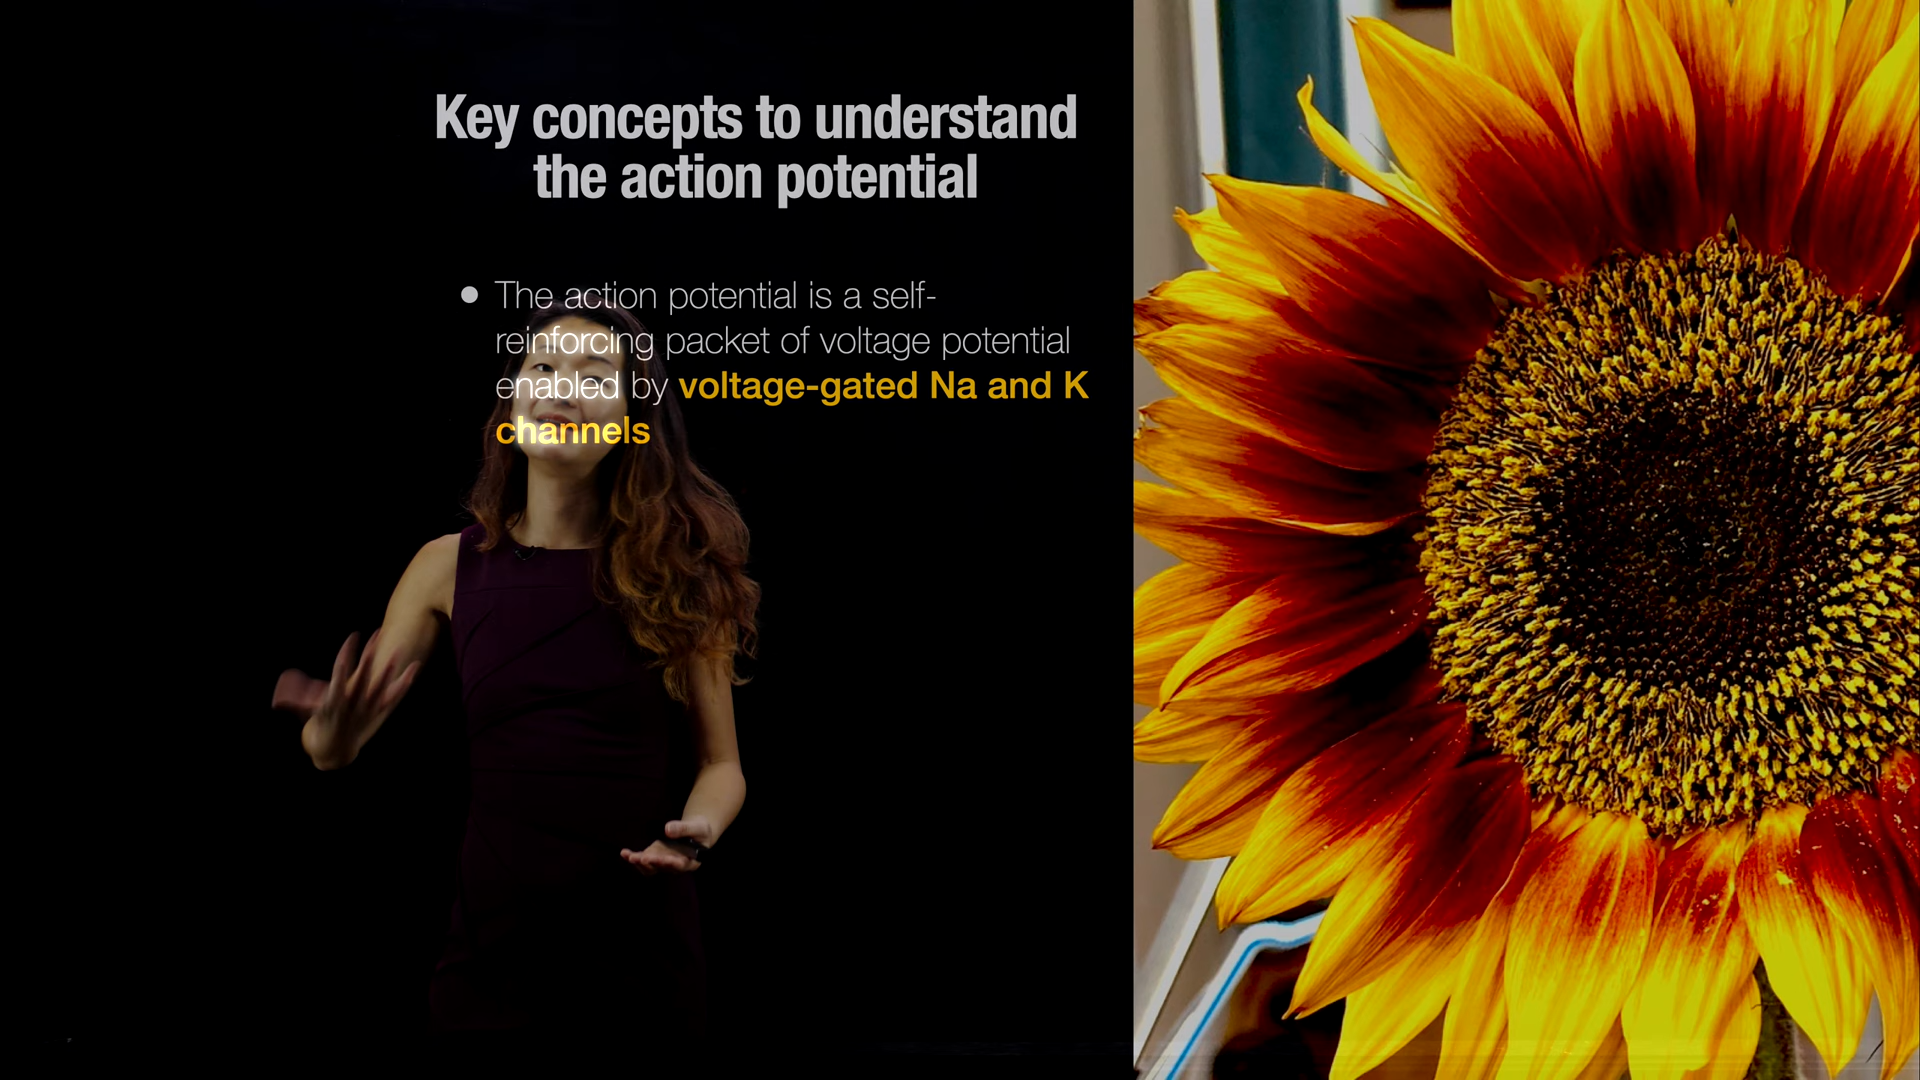 Key concepts to understand
the action potential
• The action potential is a self-
reinforcing packet of voltage potential
enabled by voltage-gated Na and K
channels